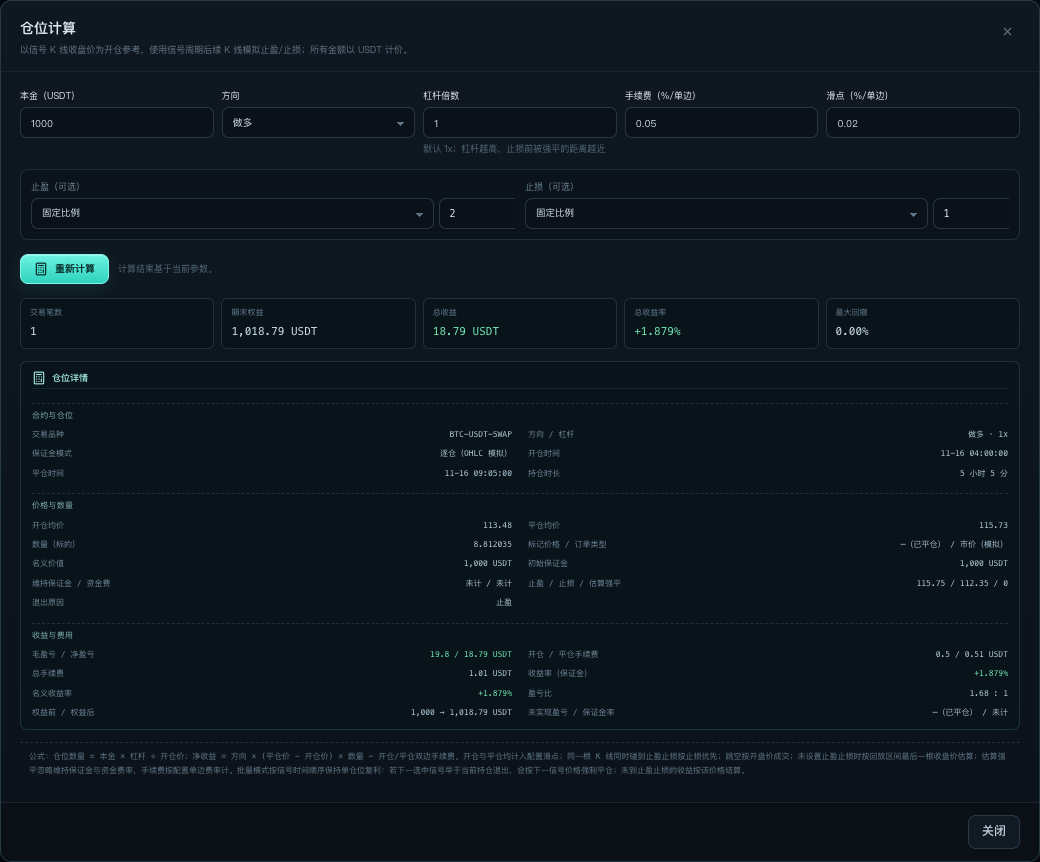 仓位计算
以信号 K 线收盘价为开仓参考，使用信号周期后续 K 线模拟止盈/止损；所有金额以 USDT 计价。
本金 (USDT) 方向 杠杆倍数 手续费 (%/单边) 滑点 (%/单边)
1000 做多 1 0.05 0.02
默认 1x；杠杆越高，止损前被强平的距离越近
止盈（可选） 止损（可选）
固定比例 2 固定比例 1
重新计算 计算结果基于当前参数。
交易笔数 期末权益 总收益 总收益率 最大回撤
1 1,018.79 USDT 18.79 USDT +1.879% 0.00%
仓位详情
合约与仓位
交易品种 BTC-USDT-SWAP 方向 / 杠杆 做多 · 1x
保证金模式 逐仓（OHLC 模拟） 开仓时间 11-16 04:00:00
平仓时间 11-16 09:05:00 持仓时长 5 小时 5 分
价格与数量
开仓均价 113.48 平仓均价 115.73
数量（标的） 8.812035 标记价格 / 订单类型 —（已平仓） / 市价（模拟）
名义价值 1,000 USDT 初始保证金 1,000 USDT
维持保证金 / 资金费 未计 / 未计 止盈 / 止损 / 估算强平 115.75 / 112.35 / 0
退出原因 止盈
收益与费用
毛盈亏 / 净盈亏 19.8 / 18.79 USDT 开仓 / 平仓手续费 0.5 / 0.51 USDT
总手续费 1.01 USDT 收益率（保证金） +1.879%
名义收益率 +1.879% 盈亏比 1.68 : 1
权益前 / 权益后 1,000 → 1,018.79 USDT 未实现盈亏 / 保证金率 —（已平仓） / 未计
公式：仓位数量 = 本金 × 杠杆 ÷ 开仓价；净收益 = 方向 ×（平仓价 − 开仓价）× 数量 − 开仓/平仓双边手续费。开仓与平仓均计入配置滑点；同一根 K 线同时碰到止盈止损按止损优先；跳空按开盘价成交；未设置止盈止损时按回放区间最后一根收盘价估算；估算强
平忽略维持保证金与资金费率，手续费按配置单边费率计。批量模式按信号时间顺序保持单仓位复利：若下一选中信号早于当前持仓退出，会按下一信号价格强制平仓；未到止盈止损的收益按该价格结算。
关闭